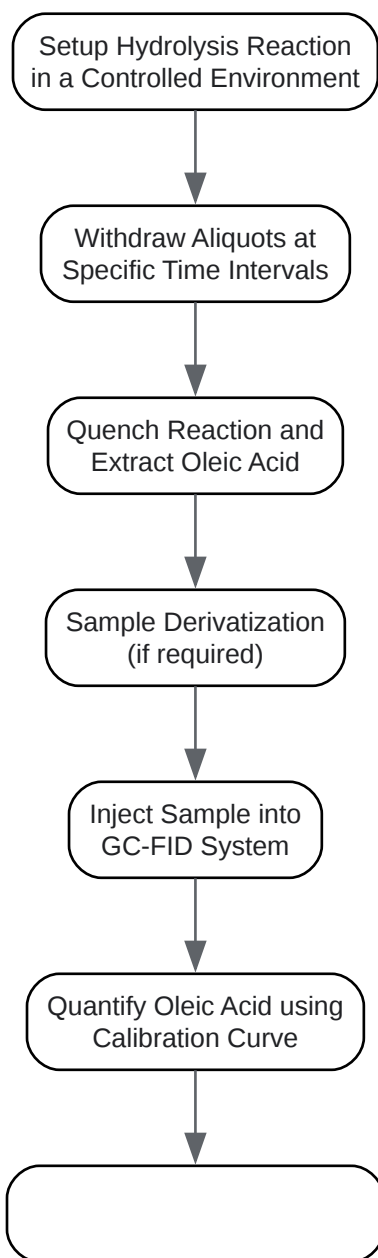 Setup Hydrolysis Reaction
in a Controlled Environment
Withdraw Aliquots at
Specific Time Intervals
Quench Reaction and
Extract Oleic Acid
Sample Derivatization
(if required)
Inject Sample into
GC-FID System
Quantify Oleic Acid using
Calibration Curve